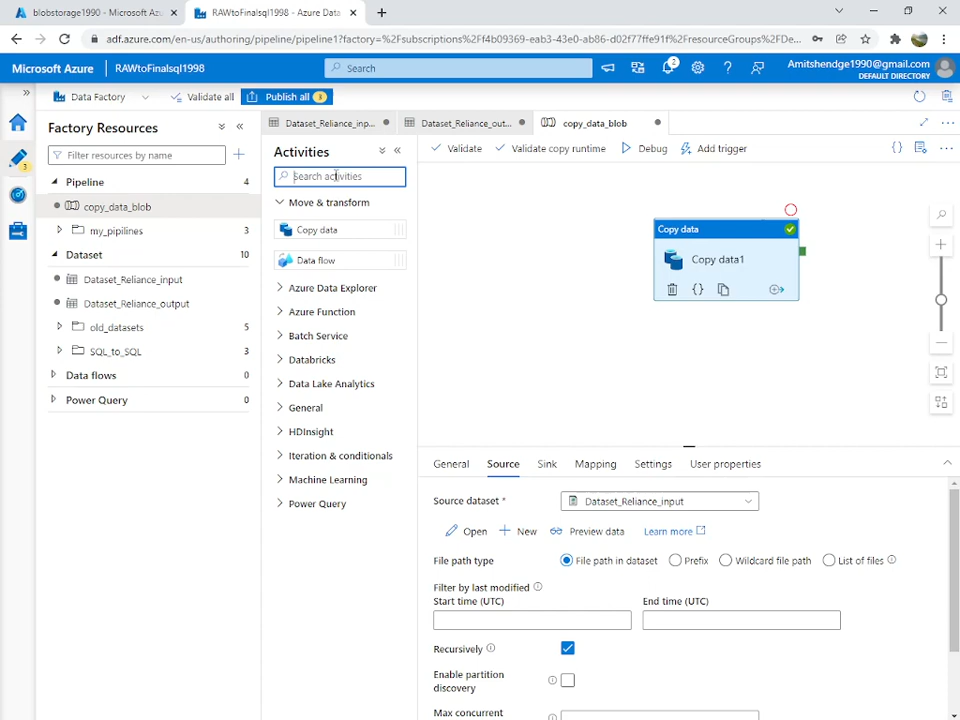 blobstorage1990 - Microsoft Az
RAWtoFinalsql1998 - Azure Data
adf.azure.com/en-us/authoring/pipeline/pipeline1?factory=%2Fsubscriptions%2Ff4b09369-eab3-43e0-ab86-d02f77ffe91f%2FresourceGroups%2FDe...
Microsoft Azure
RAWtoFinalsql1998
Search
2
Amitshendge1990@gmail.com
DEFAULT DIRECTORY
Data Factory
Validate all
Publish all
3
Factory Resources
Filter resources by name
Pipeline 4
copy_data_blob
my_pipilines 3
Dataset 10
Dataset_Reliance_input
Dataset_Reliance_output
old_datasets 5
SQL_to_SQL 3
Data flows 0
Power Query 0
Dataset_Reliance_inp...
Dataset_Reliance_out...
copy_data_blob
Activities
Search activities
Move & transform
Copy data
Data flow
Azure Data Explorer
Azure Function
Batch Service
Databricks
Data Lake Analytics
General
HDInsight
Iteration & conditionals
Machine Learning
Power Query
Validate
Validate copy runtime
Debug
Add trigger
Copy data
Copy data1
General
Source
Sink
Mapping
Settings
User properties
Source dataset *
Dataset_Reliance_input
Open
New
Preview data
Learn more
File path type
File path in dataset
Prefix
Wildcard file path
List of files
Filter by last modified
Start time (UTC)
End time (UTC)
Recursively
Enable partition
discovery
Max concurrent